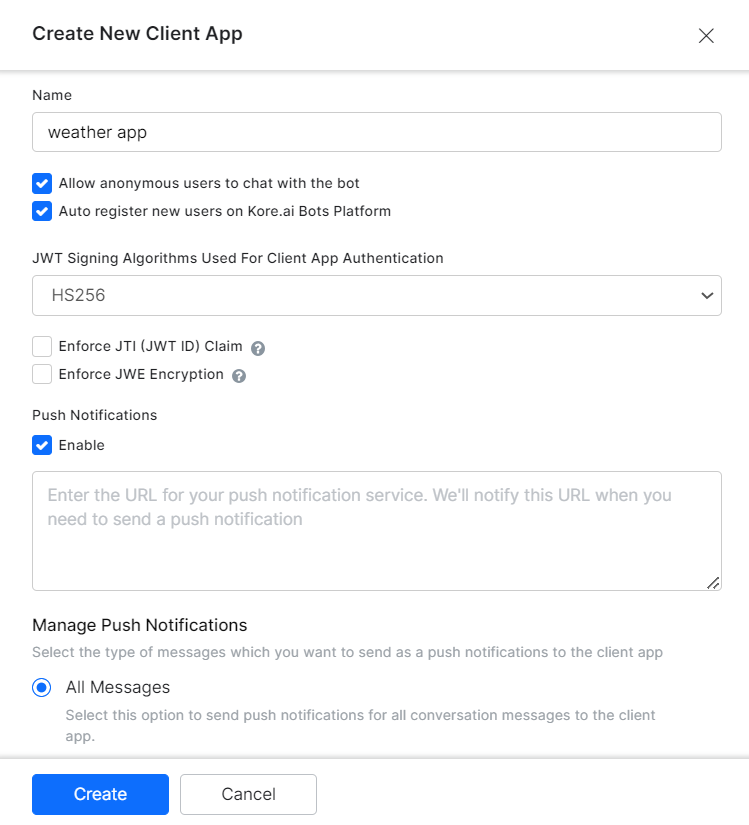 Create New Client App
Name
weather app
Allow anonymous users to chat with the bot
Auto register new users on Kore.ai Bots Platform
JWT Signing Algorithms Used For Client App Authentication
HS256
Enforce JTI (JWT ID) Claim ?
Enforce JWE Encryption ?
Push Notifications
Enable
Enter the URL for your push notification service. We'll notify this URL when you
need to send a push notification
Manage Push Notifications
Select the type of messages which you want to send as a push notifications to the client app
All Messages
Select this option to send push notifications for all conversation messages to the client
app.
Create Cancel